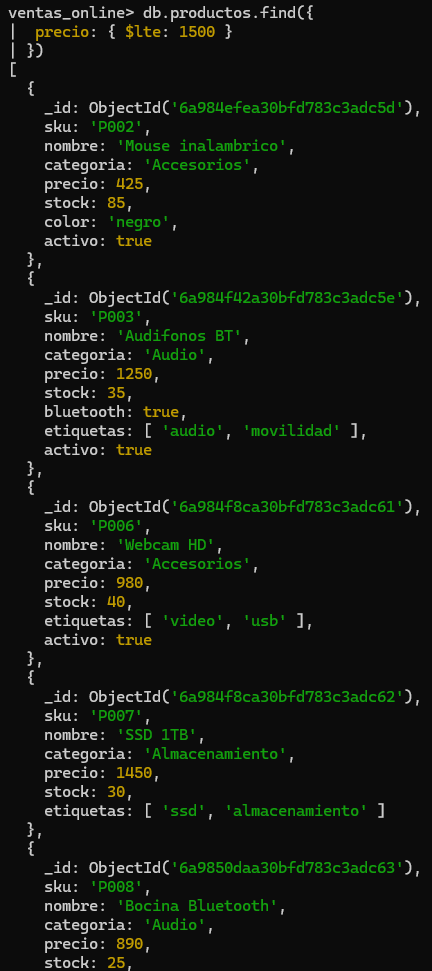 ventas_online> db.productos.find({
|  precio: { $lte: 1500 }
| })
[
  {
    _id: ObjectId('6a984efea30bfd783c3adc5d'),
    sku: 'P002',
    nombre: 'Mouse inalambrico',
    categoria: 'Accesorios',
    precio: 425,
    stock: 85,
    color: 'negro',
    activo: true
  },
  {
    _id: ObjectId('6a984f42a30bfd783c3adc5e'),
    sku: 'P003',
    nombre: 'Audifonos BT',
    categoria: 'Audio',
    precio: 1250,
    stock: 35,
    bluetooth: true,
    etiquetas: [ 'audio', 'movilidad' ],
    activo: true
  },
  {
    _id: ObjectId('6a984f8ca30bfd783c3adc61'),
    sku: 'P006',
    nombre: 'Webcam HD',
    categoria: 'Accesorios',
    precio: 980,
    stock: 40,
    etiquetas: [ 'video', 'usb' ],
    activo: true
  },
  {
    _id: ObjectId('6a984f8ca30bfd783c3adc62'),
    sku: 'P007',
    nombre: 'SSD 1TB',
    categoria: 'Almacenamiento',
    precio: 1450,
    stock: 30,
    etiquetas: [ 'ssd', 'almacenamiento' ]
  },
  {
    _id: ObjectId('6a9850daa30bfd783c3adc63'),
    sku: 'P008',
    nombre: 'Bocina Bluetooth',
    categoria: 'Audio',
    precio: 890,
    stock: 25,